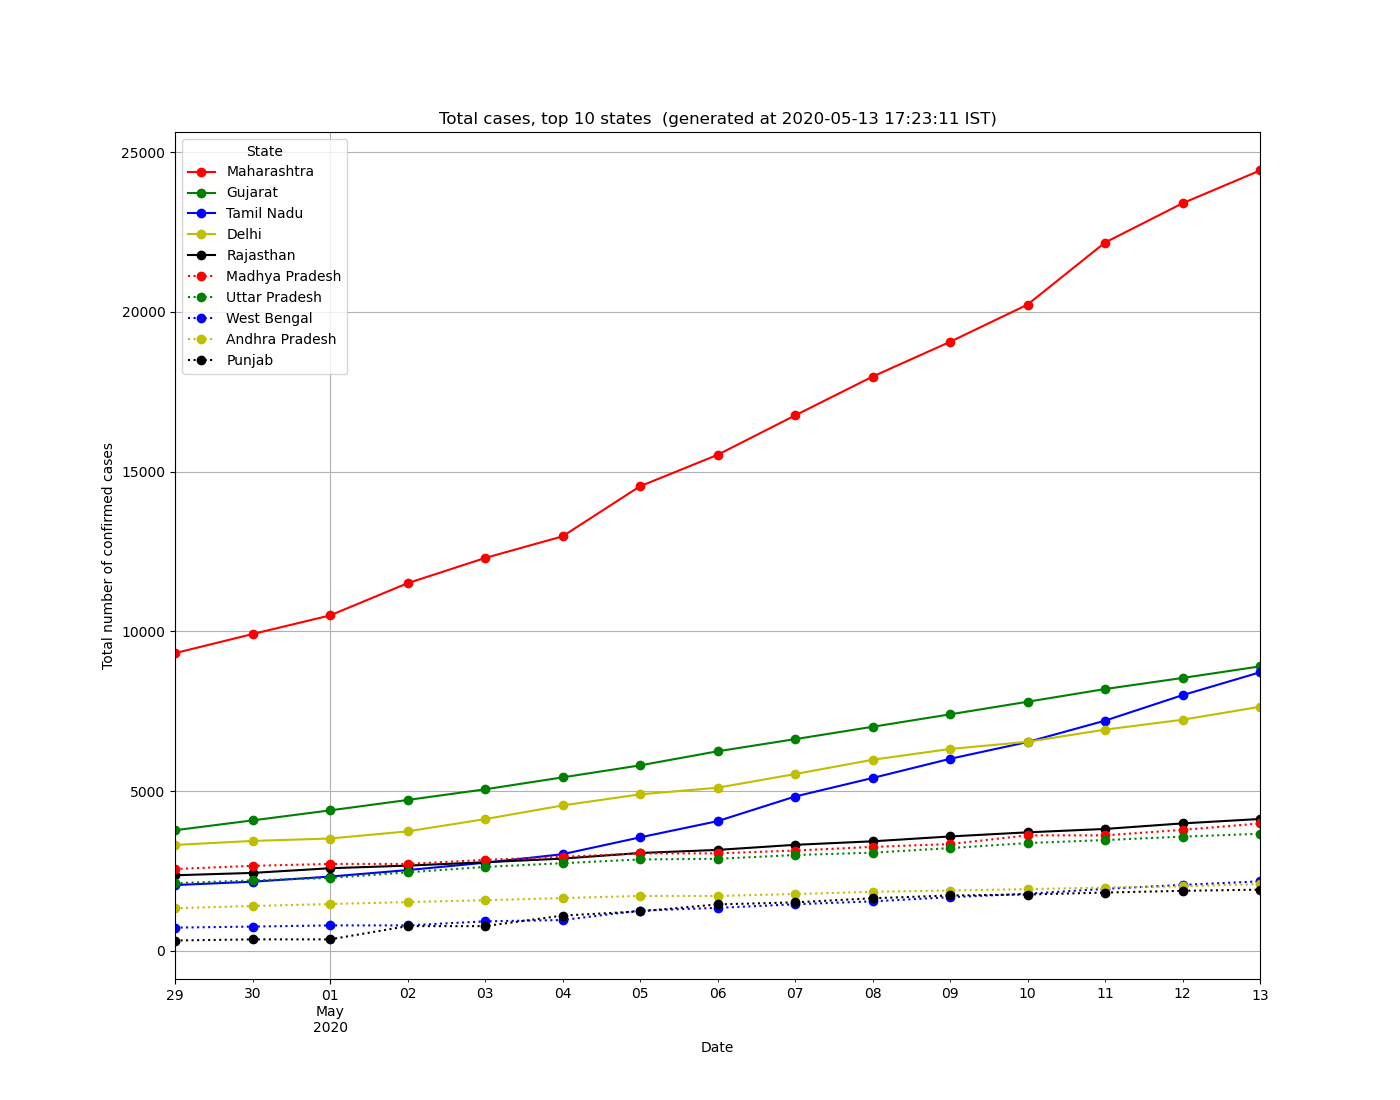 Total cases, top 10 states  (generated at 2020-05-13 17:23:11 IST)
25000
20000
15000
10000
5000
0
Total number of confirmed cases
State
Maharashtra
Gujarat
Tamil Nadu
Delhi
Rajasthan
Madhya Pradesh
Uttar Pradesh
West Bengal
Andhra Pradesh
Punjab
29 30 01 02 03 04 05 06 07 08 09 10 11 12 13
May
2020
Date